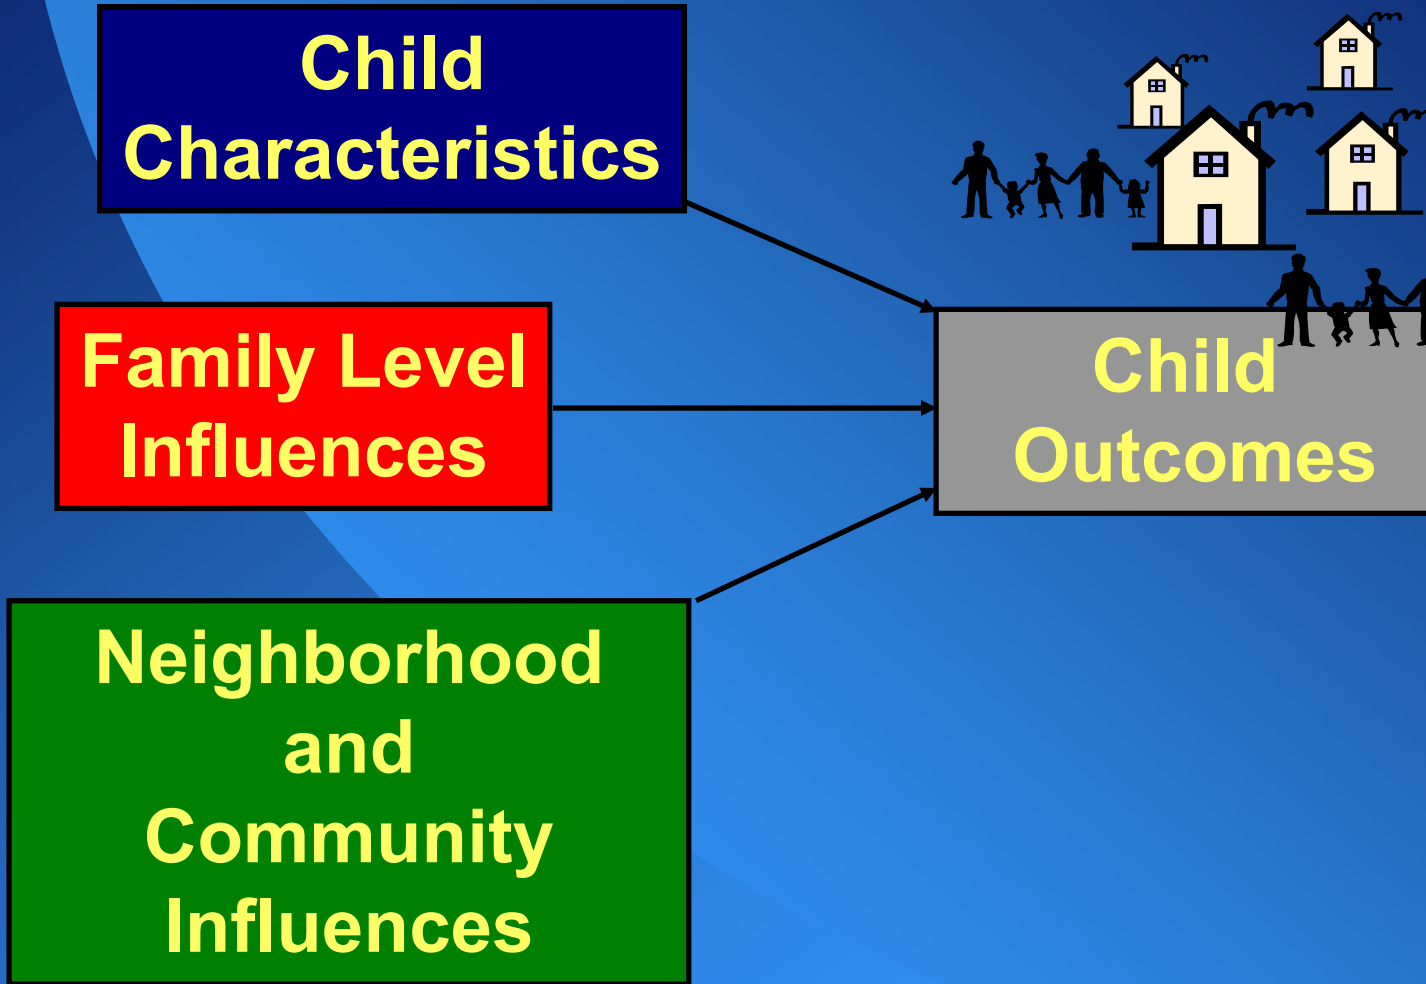 Child
Characteristics
Family Level
Influences
Child
Outcomes
Neighborhood
and
Community
Influences